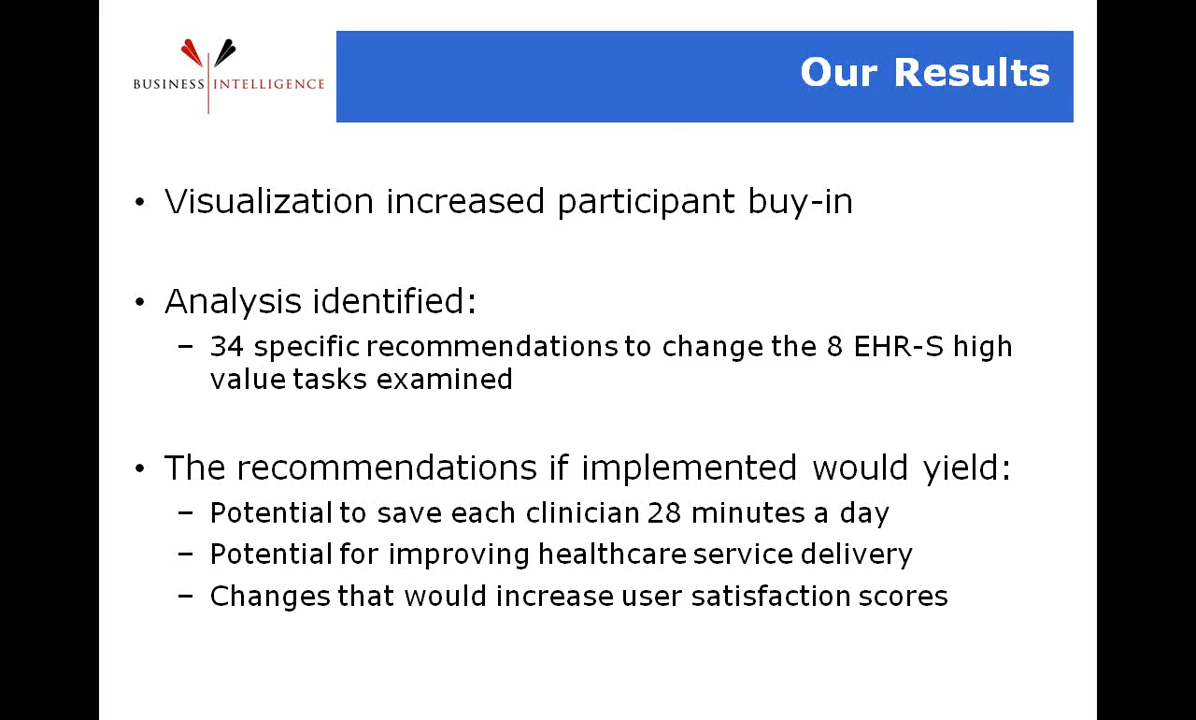 BUSINESS INTELLIGENCE
Our Results
• Visualization increased participant buy-in
• Analysis identified:
– 34 specific recommendations to change the 8 EHR-S high
value tasks examined
• The recommendations if implemented would yield:
– Potential to save each clinician 28 minutes a day
– Potential for improving healthcare service delivery
– Changes that would increase user satisfaction scores